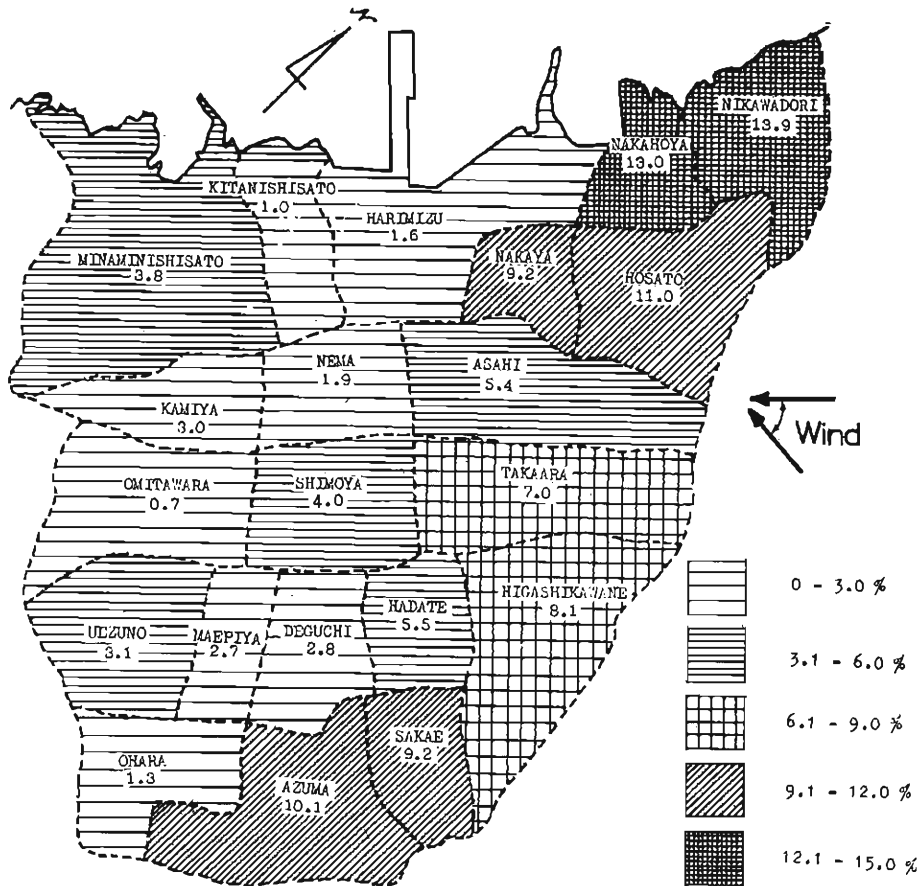 N
NIKAWADORI
13.9
NAKAHOYA
13.0
KITANISHISATO
1.0
HARIMIZU
1.6
MINAMINISHISATO
3.8
NAKAYA
9.2
HOSATO
11.0
NEMA
1.9
ASAHI
5.4
Wind
KAMIYA
3.0
OMITAWARA
0.7
SHIMOYA
4.0
TAKAARA
7.0
HIGASHIKAWANE
8.1
UEZUNO
3.1
MAEPIYA
2.7
DEGUCHI
2.8
HADATE
5.5
OHARA
1.3
AZUMA
10.1
SAKAE
9.2
0 - 3.0 %
3.1 - 6.0 %
6.1 - 9.0 %
9.1 - 12.0 %
12.1 - 15.0 %